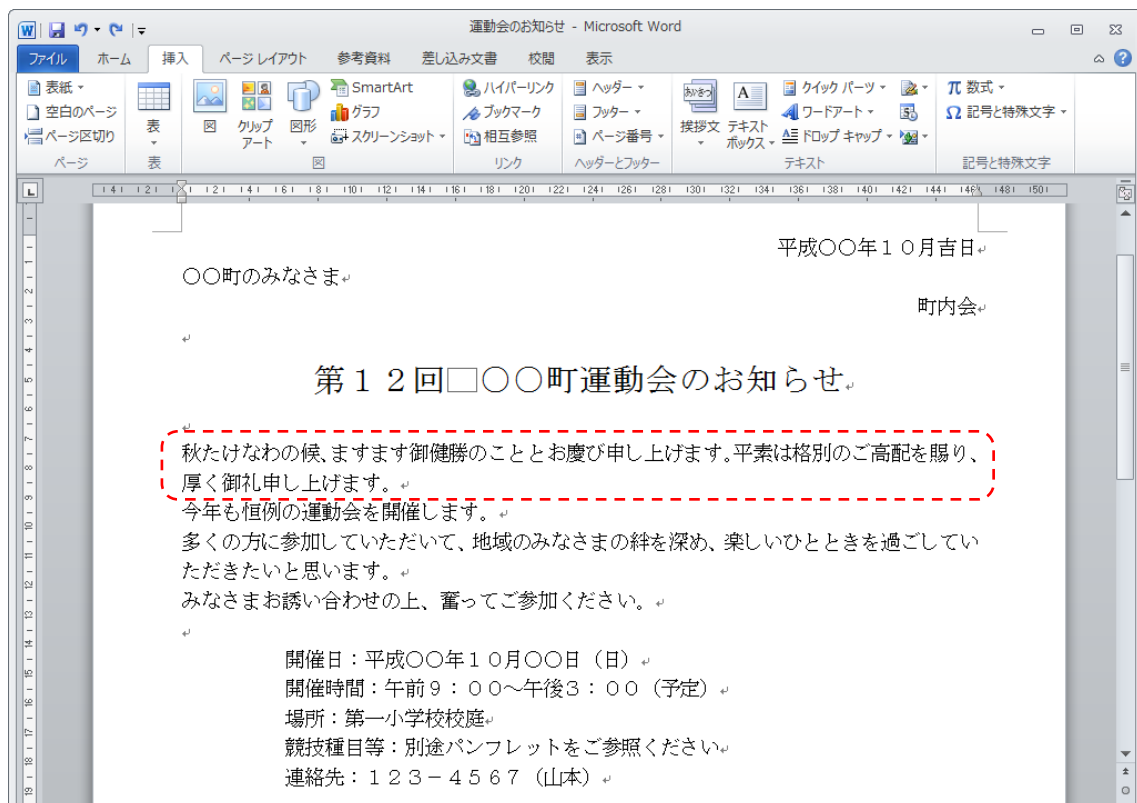 運動会のお知らせ - Microsoft Word
ファイル ホーム 挿入 ページ レイアウト 参考資料 差し込み文書 校閲 表示
表紙
空白のページ
ページ区切り
ページ
表
表
図
クリップ
アート
図形
SmartArt
グラフ
スクリーンショット
図
ハイパーリンク
ブックマーク
相互参照
リンク
ヘッダー
フッター
ページ番号
ヘッダーとフッター
あいさつ
挨拶文
A
テキスト
ボックス
クイック パーツ
ワードアート
ドロップ キャップ
テキスト
π 数式
Ω 記号と特殊文字
記号と特殊文字
平成○○年１０月吉日
○○町のみなさま
町内会
第１２回□○○町運動会のお知らせ
秋たけなわの候、ますます御健勝のこととお慶び申し上げます。平素は格別のご高配を賜り、
厚く御礼申し上げます。
今年も恒例の運動会を開催します。
多くの方に参加していただいて、地域のみなさまの絆を深め、楽しいひとときを過ごしてい
ただきたいと思います。
みなさまお誘い合わせの上、奮ってご参加ください。
開催日：平成○○年１０月○○日（日）
開催時間：午前９：００～午後３：００（予定）
場所：第一小学校校庭
競技種目等：別途パンフレットをご参照ください
連絡先：１２３－４５６７（山本）